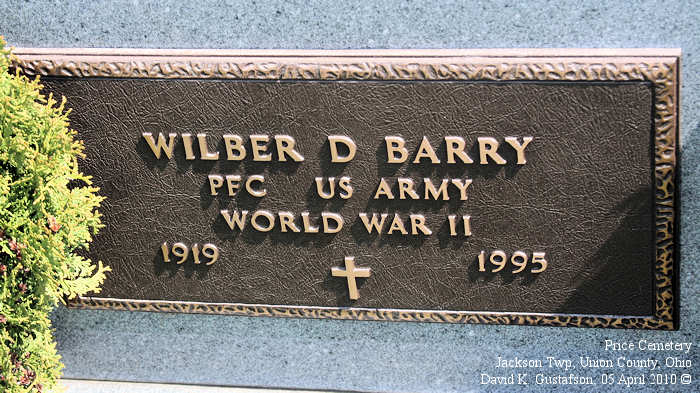 WILBER D BARRY
PFC US ARMY
WORLD WAR II
1919 1995
Price Cemetery
Jackson Twp, Union County, Ohio
David K. Gustafson, 05 April 2010 ©